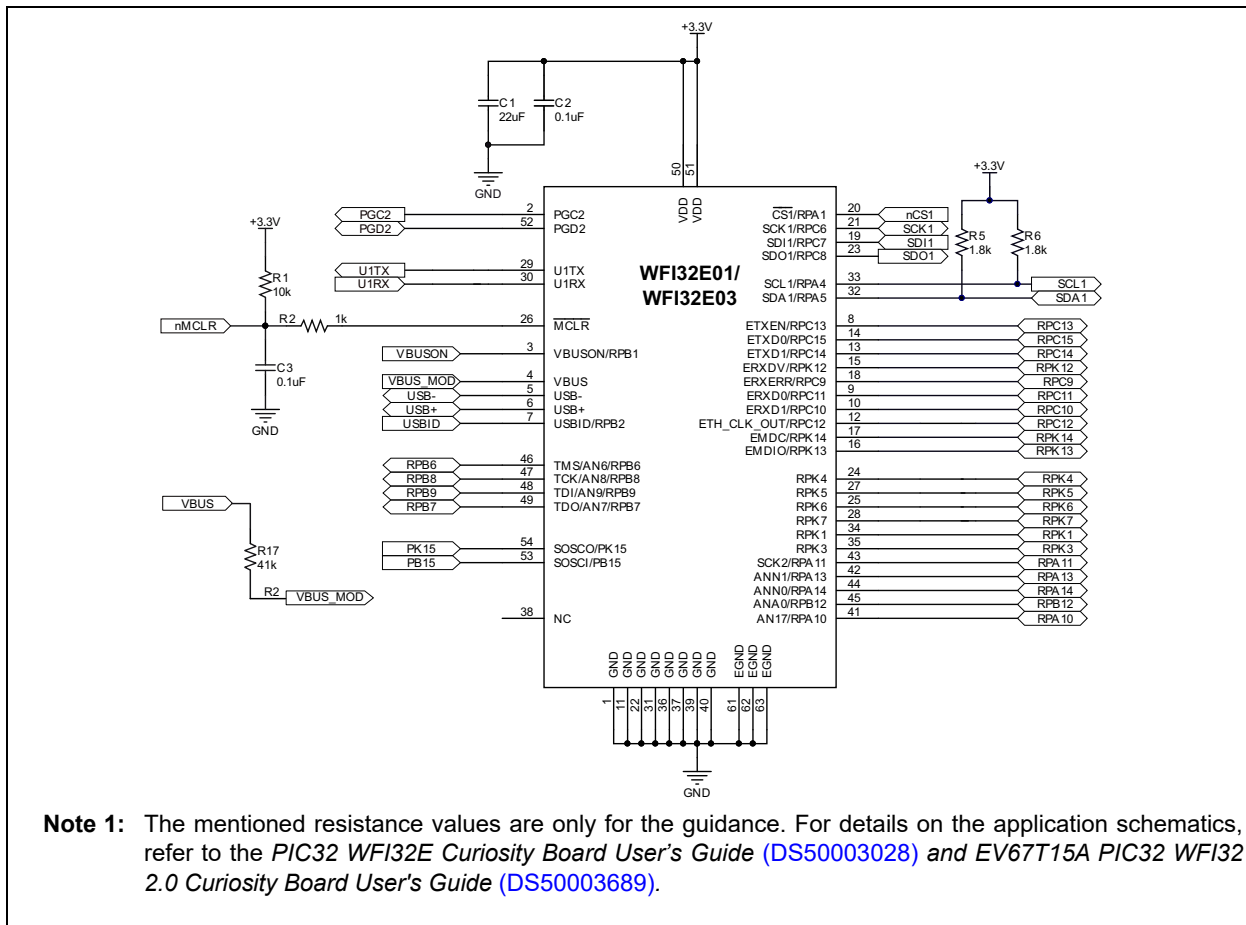 +3.3V
C1
22uF
C2
0.1uF
GND
50
51
VDD
VDD
WFI32E01/
WFI32E03
PGC2 2 PGC2
PGD2 52 PGD2
U1TX 29 U1TX
U1RX 30 U1RX
+3.3V
R1
10k
nMCLR R2 1k 26 MCLR
C3
0.1uF
GND
VBUSON 3 VBUSON/RPB1
VBUS_MOD 4 VBUS
USB- 5 USB-
USB+ 6 USB+
USBID 7 USBID/RPB2
RPB6 46 TMS/AN6/RPB6
RPB8 47 TCK/AN8/RPB8
RPB9 48 TDI/AN9/RPB9
RPB7 49 TDO/AN7/RPB7
VBUS
R17
41k
R2 VBUS_MOD
PK15 54 SOSCO/PK15
PB15 53 SOSCI/PB15
38 NC
CS1/RPA1 20 nCS1
SCK1/RPC6 21 SCK1
SDI1/RPC7 19 SDI1
SDO1/RPC8 23 SDO1
+3.3V
R5
1.8k
R6
1.8k
SCL1/RPA4 33 SCL1
SDA1/RPA5 32 SDA1
ETXEN/RPC13 8 RPC13
ETXD0/RPC15 14 RPC15
ETXD1/RPC14 13 RPC14
ERXDV/RPK12 15 RPK12
ERXERR/RPC9 18 RPC9
ERXD0/RPC11 9 RPC11
ERXD1/RPC10 10 RPC10
ETH_CLK_OUT/RPC12 12 RPC12
EMDC/RPK14 17 RPK14
EMDIO/RPK13 16 RPK13
RPK4 24 RPK4
RPK5 27 RPK5
RPK6 25 RPK6
RPK7 28 RPK7
RPK1 34 RPK1
RPK3 35 RPK3
SCK2/RPA11 43 RPA11
ANN1/RPA13 42 RPA13
ANN0/RPA14 44 RPA14
ANA0/RPB12 45 RPB12
AN17/RPA10 41 RPA10
GND GND GND GND GND GND GND GND EGND EGND EGND
1 11 22 31 36 37 39 40 61 62 63
GND
Note 1: The mentioned resistance values are only for the guidance. For details on the application schematics,
refer to the PIC32 WFI32E Curiosity Board User’s Guide (DS50003028) and EV67T15A PIC32 WFI32
2.0 Curiosity Board User's Guide (DS50003689).